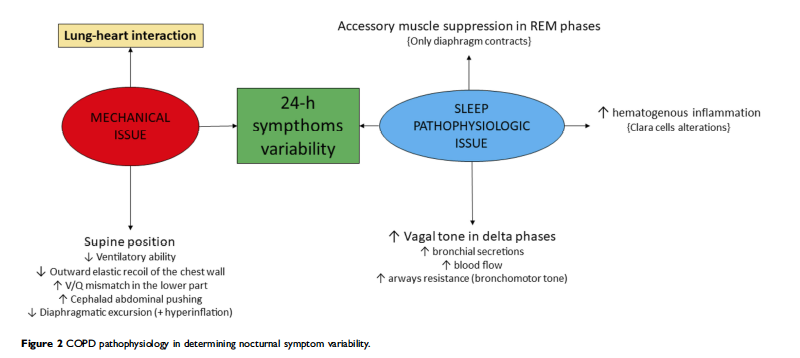 Accessory muscle suppression in REM phases
{Only diaphragm contracts}
Lung-heart interaction
MECHANICAL
ISSUE
24-h
sympthoms
variability
SLEEP
PATHOPHYSIOLOGIC
ISSUE
↑ hematogenous inflammation
{Clara cells alterations}
Supine position
↓ Ventilatory ability
↓ Outward elastic recoil of the chest wall
↑ V/Q mismatch in the lower part
↑ Cephalad abdominal pushing
↓ Diaphragmatic excursion (+ hyperinflation)
↑ Vagal tone in delta phases
↑ bronchial secretions
↑ blood flow
↑ arways resistance (bronchomotor tone)
Figure 2 COPD pathophysiology in determining nocturnal symptom variability.